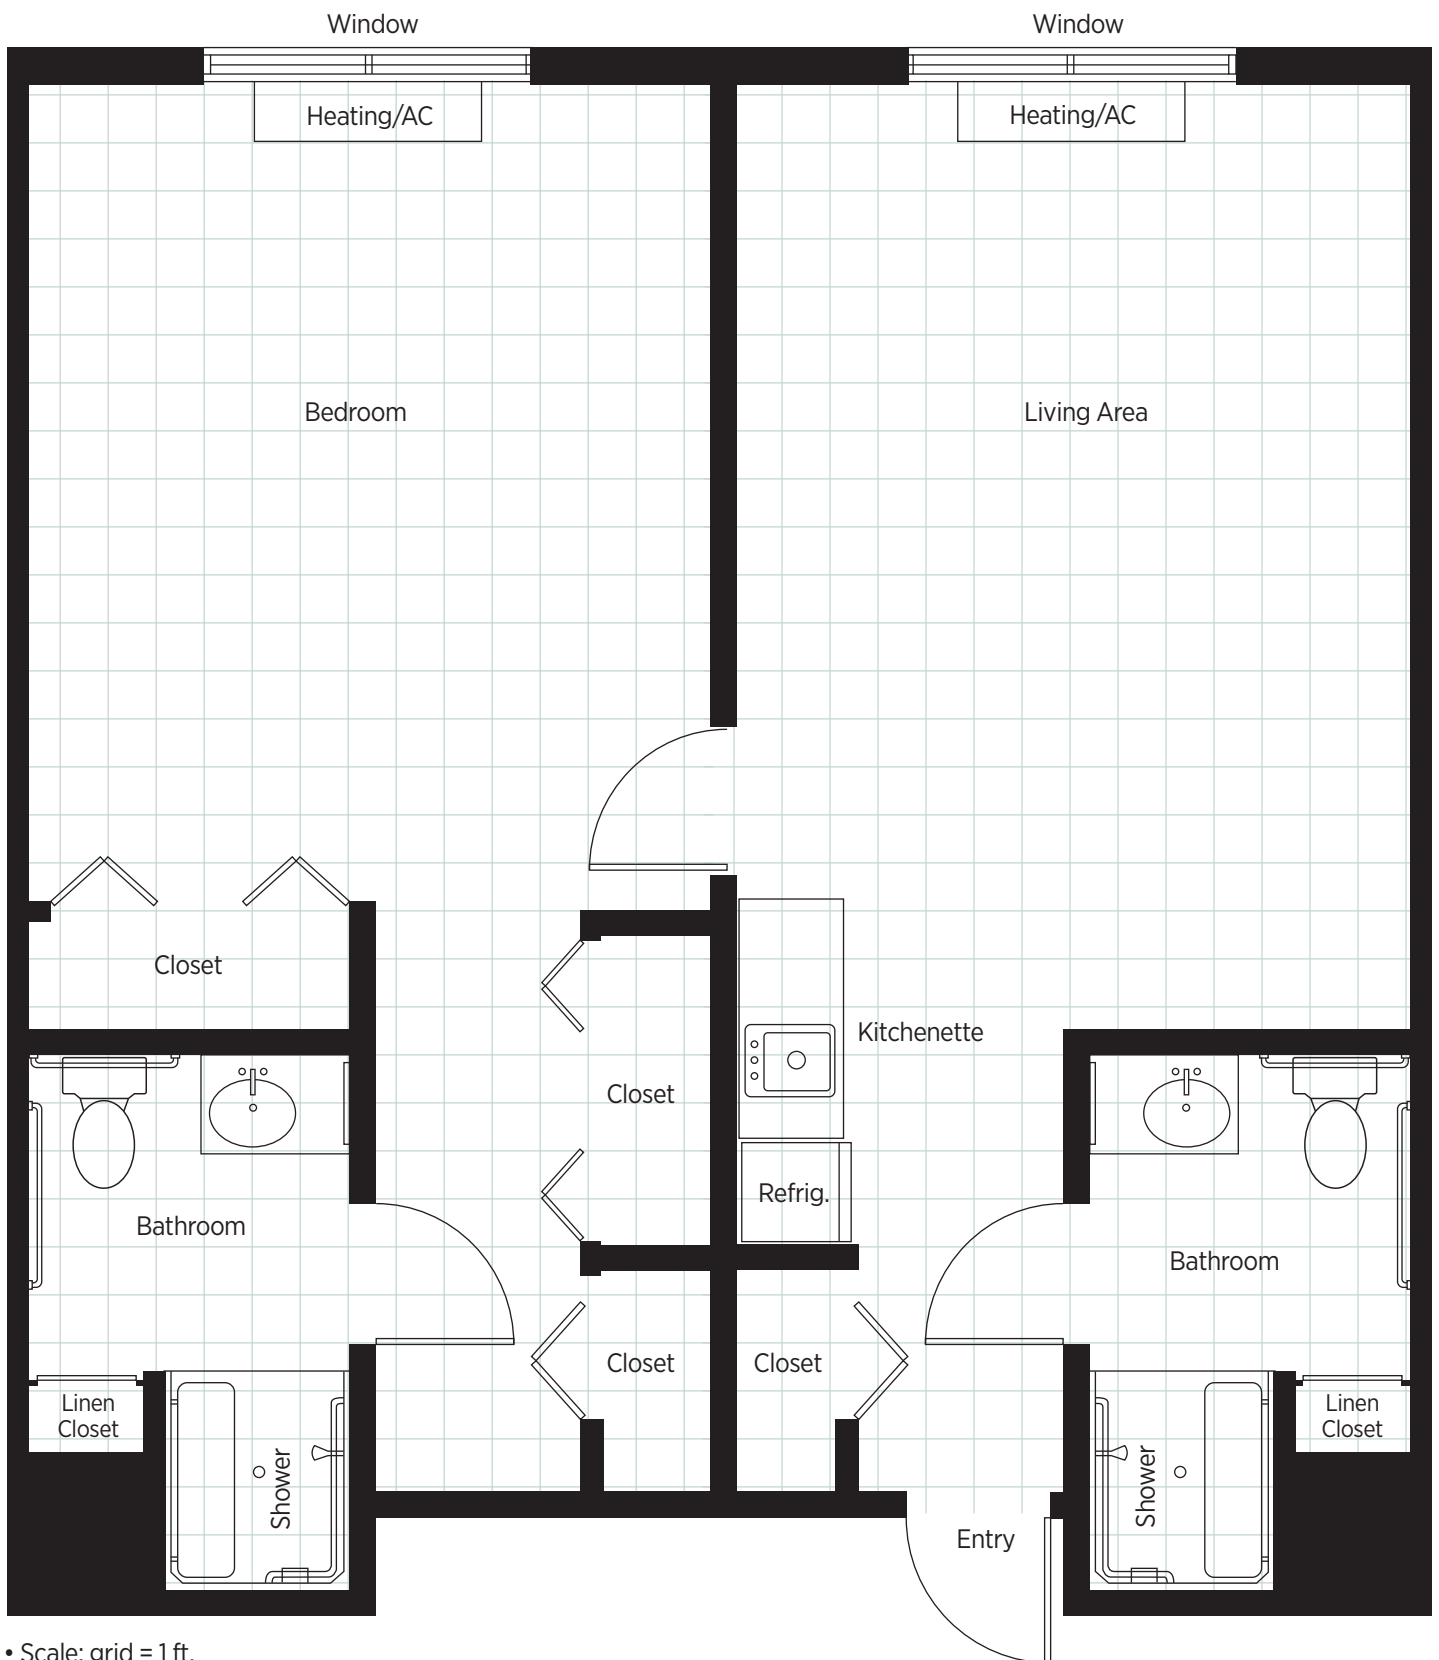 Window
Window
Heating/AC
Heating/AC
Bedroom
Living Area
Closet
Kitchenette
Closet
Refrig.
Bathroom
Bathroom
Closet
Closet
Linen
Closet
Linen
Closet
Shower
Shower
Entry
• Scale: grid = 1 ft.